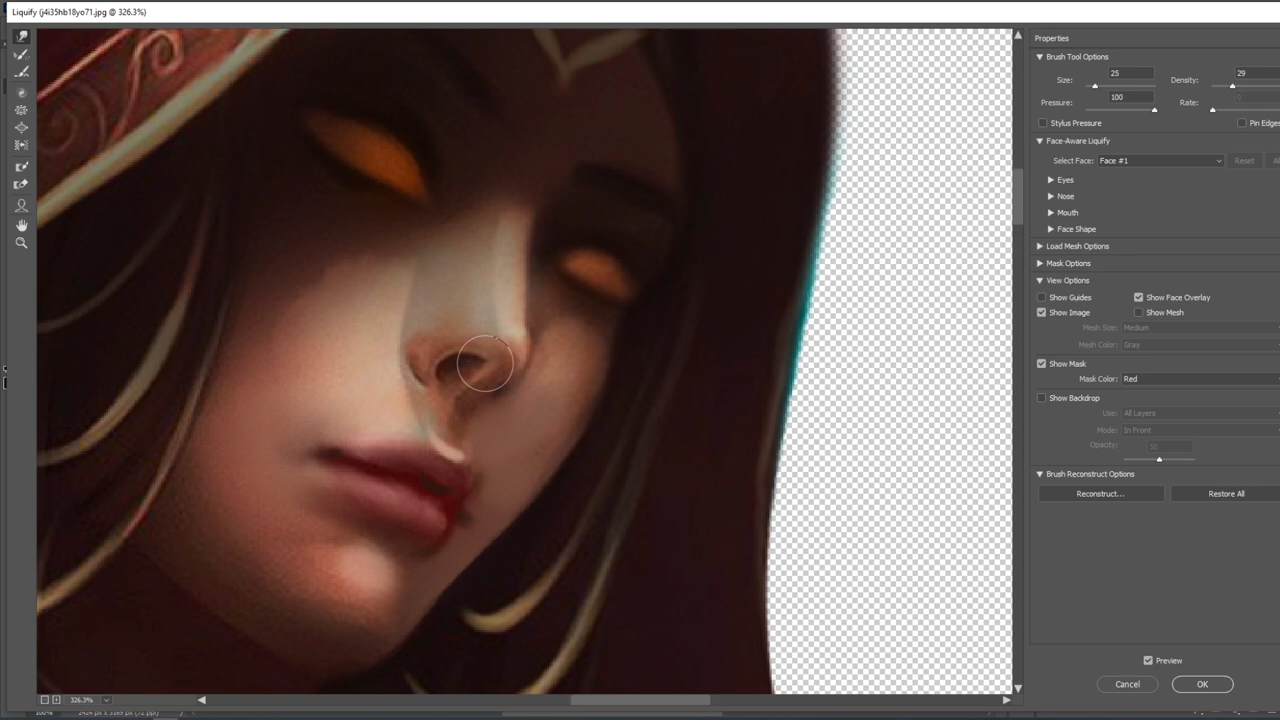 Liquify (j4i35hb18yo71.jpg @ 326.3%)
Properties
Brush Tool Options
Size: 25 Density: 29
Pressure: 100 Rate: 0
Stylus Pressure Pin Edges
Face-Aware Liquify
Select Face: Face #1 Reset Al
Eyes
Nose
Mouth
Face Shape
Load Mesh Options
Mask Options
View Options
Show Guides Show Face Overlay
Show Image Show Mesh
Mesh Size: Medium
Mesh Color: Gray
Show Mask
Mask Color: Red
Show Backdrop
Use: All Layers
Mode: In Front
Opacity: 50
Brush Reconstruct Options
Reconstruct... Restore All
Preview
Cancel OK
326.3%